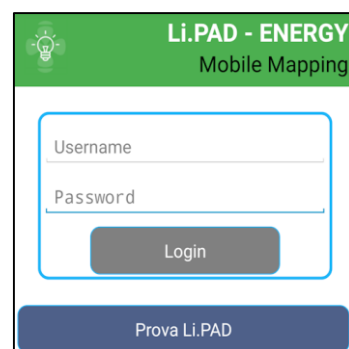 Li.PAD - ENERGY
Mobile Mapping
Username
Password
Login
Prova Li.PAD